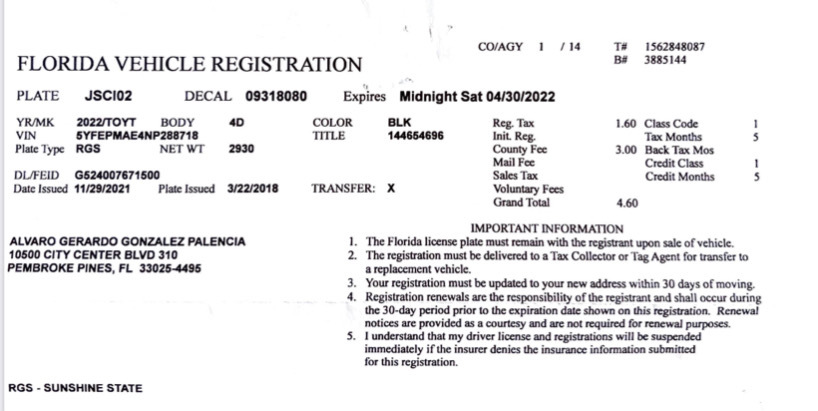 CO/AGY 1 / 14 T# 1562848087
B# 3885144
FLORIDA VEHICLE REGISTRATION
PLATE JSCI02 DECAL 09318080 Expires Midnight Sat 04/30/2022
YR/MK 2022/TOYT BODY 4D COLOR BLK Reg. Tax 1.60 Class Code 1
VIN 5YFEPMAE4NP288718 TITLE 144654696 Init. Reg. Tax Months 5
Plate Type RGS NET WT 2930 County Fee 3.00 Back Tax Mos
Mail Fee Credit Class 1
DL/FEID G524007671500 Sales Tax Credit Months 5
Date Issued 11/29/2021 Plate Issued 3/22/2018 TRANSFER: X Voluntary Fees
Grand Total 4.60
IMPORTANT INFORMATION
ALVARO GERARDO GONZALEZ PALENCIA
10500 CITY CENTER BLVD 310
PEMBROKE PINES, FL 33025-4495
1. The Florida license plate must remain with the registrant upon sale of vehicle.
2. The registration must be delivered to a Tax Collector or Tag Agent for transfer to
a replacement vehicle.
3. Your registration must be updated to your new address within 30 days of moving.
4. Registration renewals are the responsibility of the registrant and shall occur during
the 30-day period prior to the expiration date shown on this registration. Renewal
notices are provided as a courtesy and are not required for renewal purposes.
5. I understand that my driver license and registrations will be suspended
immediately if the insurer denies the insurance information submitted
for this registration.
RGS - SUNSHINE STATE